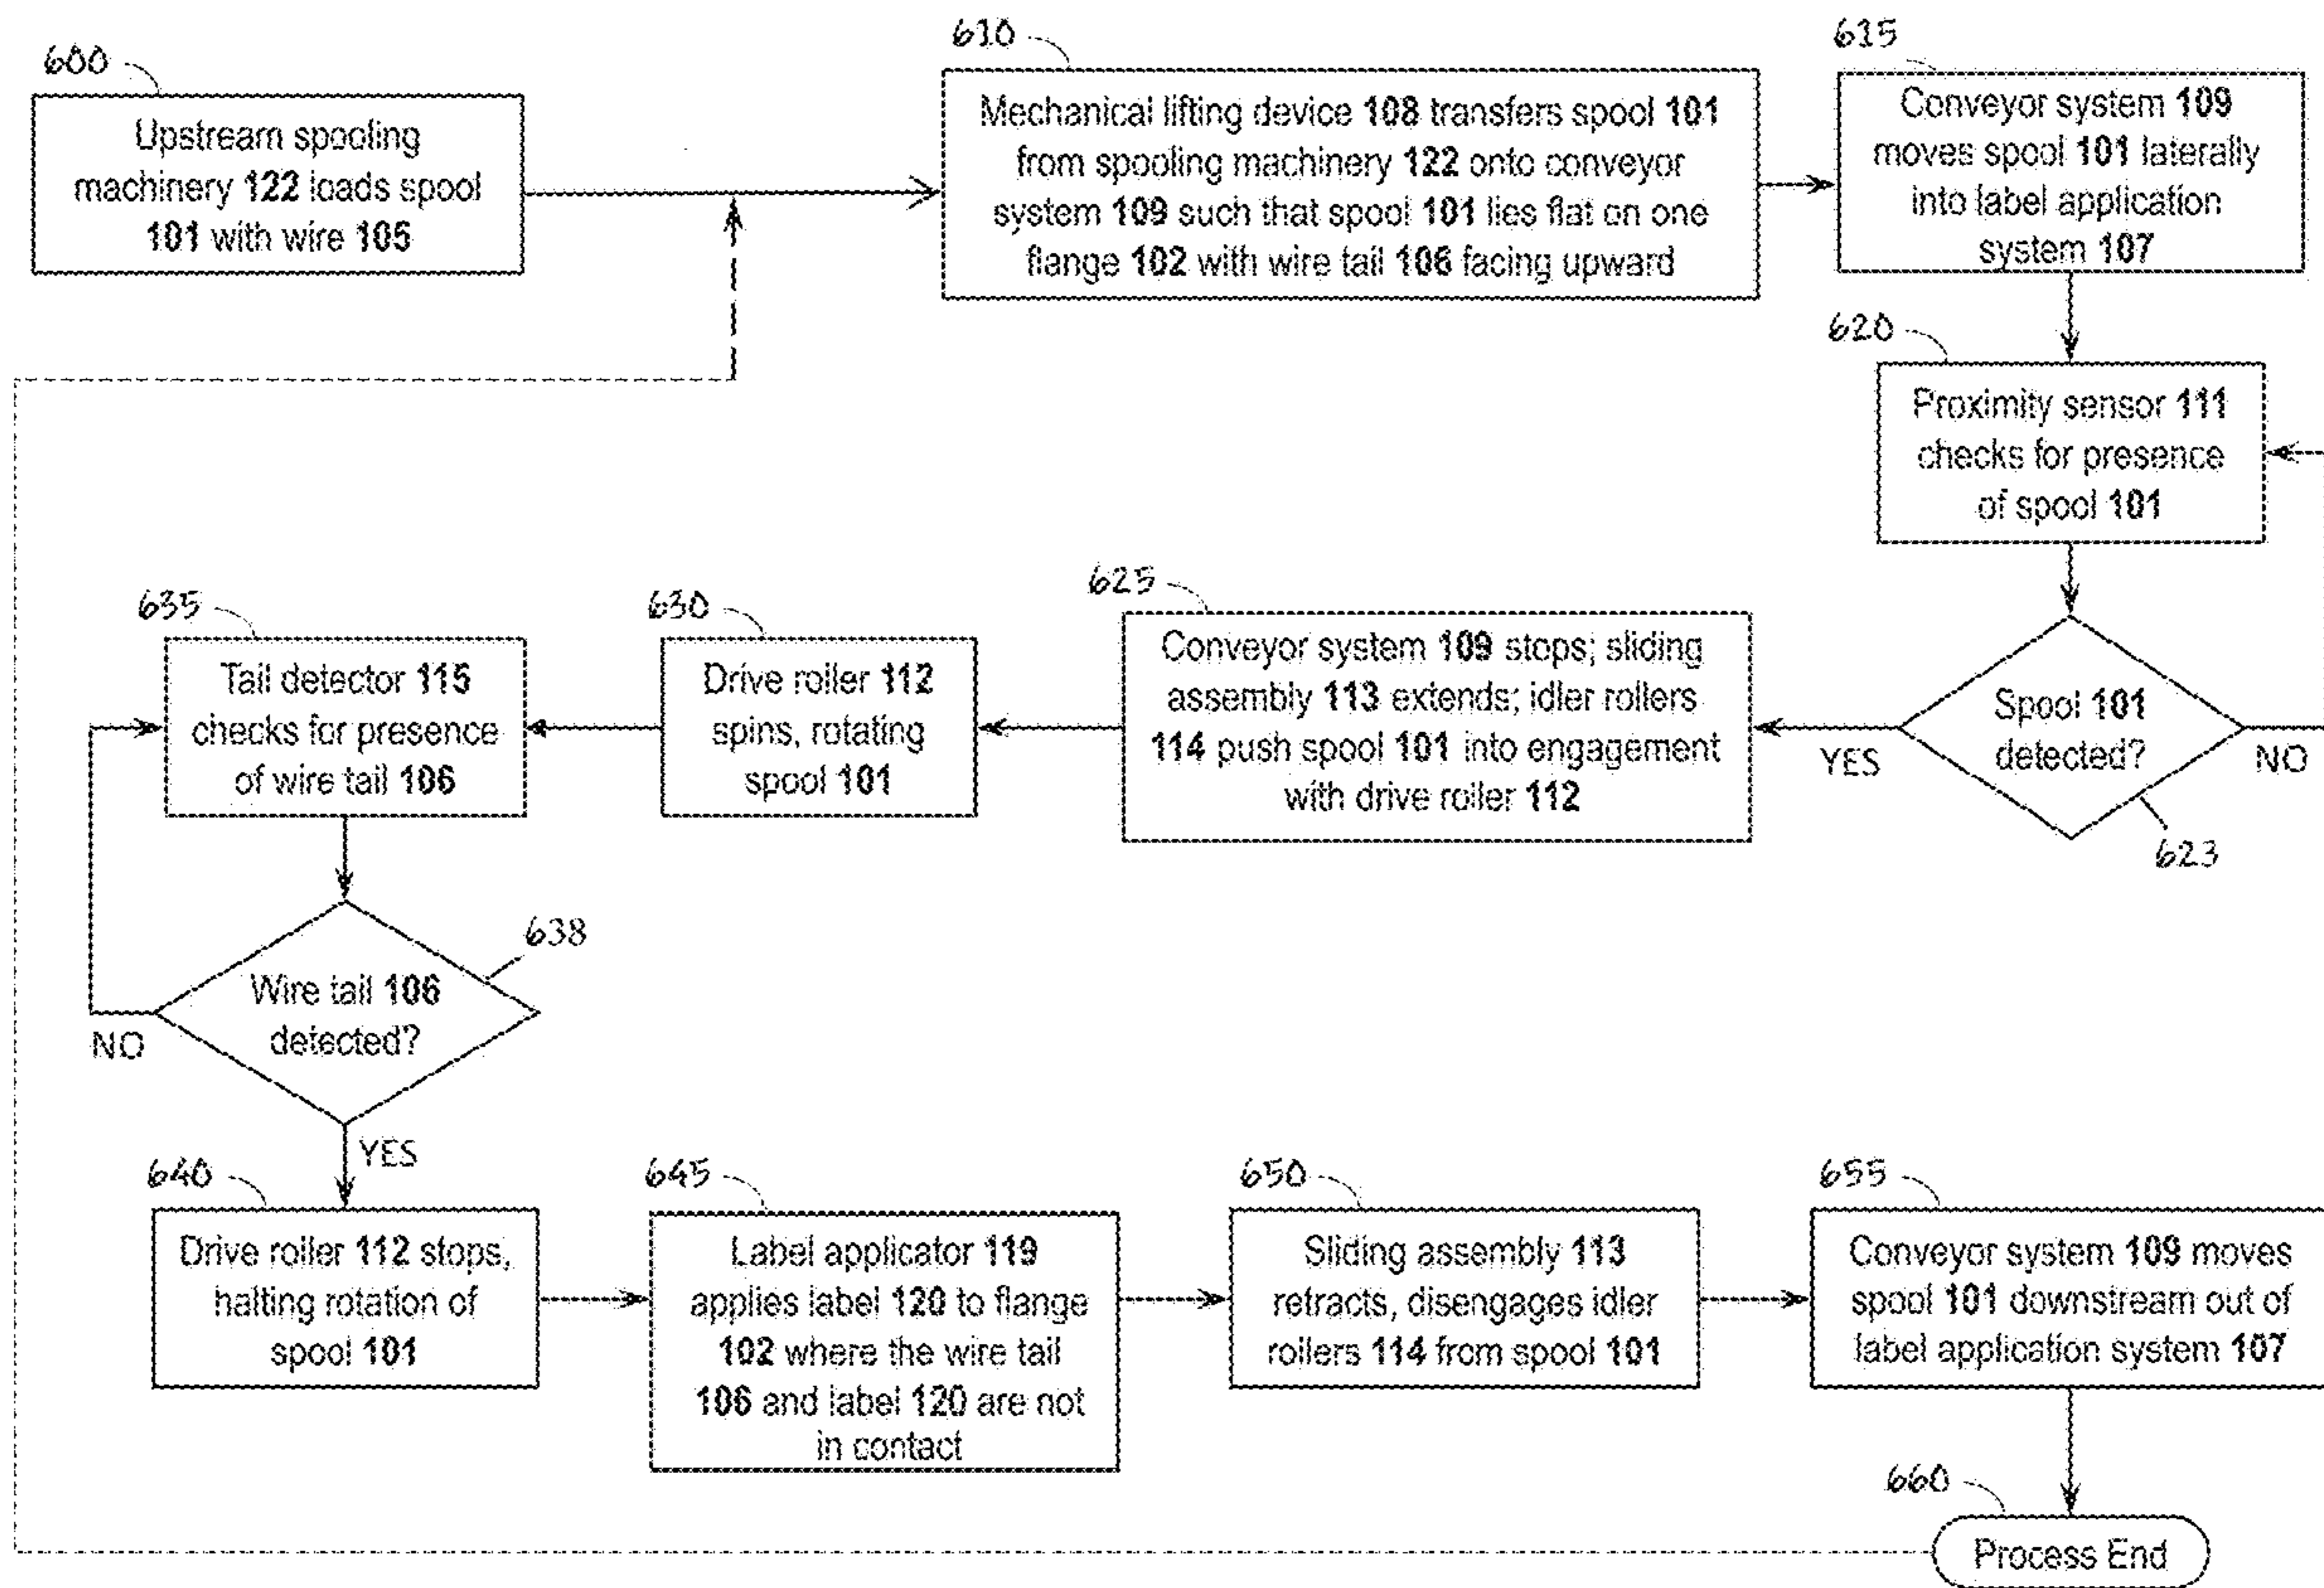 600
Upstream spooling
machinery 122 loads spool
101 with wire 105
610
Mechanical lifting device 108 transfers spool 101
from spooling machinery 122 onto conveyor
system 109 such that spool 101 lies flat on one
flange 102 with wire tail 106 facing upward
615
Conveyor system 109
moves spool 101 laterally
into label application
system 107
620
Proximity sensor 111
checks for presence
of spool 101
Spool 101
detected?
YES
NO
623
625
Conveyor system 109 stops; sliding
assembly 113 extends; idler rollers
114 push spool 101 into engagement
with drive roller 112
630
Drive roller 112
spins, rotating
spool 101
635
Tail detector 115
checks for presence
of wire tail 106
638
Wire tail 106
detected?
NO
YES
640
Drive roller 112 stops,
halting rotation of
spool 101
645
Label applicator 119
applies label 120 to flange
102 where the wire tail
106 and label 120 are not
in contact
650
Sliding assembly 113
retracts, disengages idler
rollers 114 from spool 101
655
Conveyor system 109 moves
spool 101 downstream out of
label application system 107
660
Process End